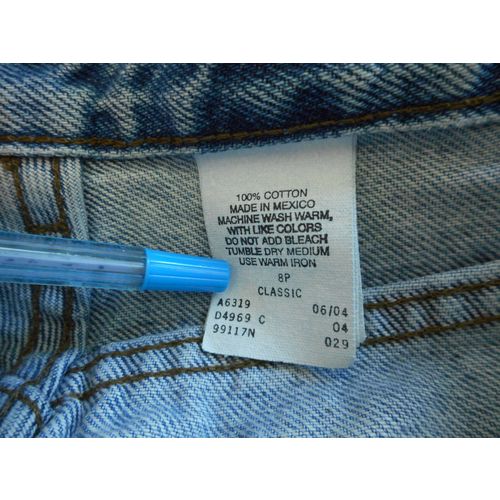 100% COTTON
MADE IN MEXICO
MACHINE WASH WARM,
WITH LIKE COLORS
DO NOT ADD BLEACH
TUMBLE DRY MEDIUM
USE WARM IRON
8P
CLASSIC
A6319 06/04
D4969 C 04
99117N 029